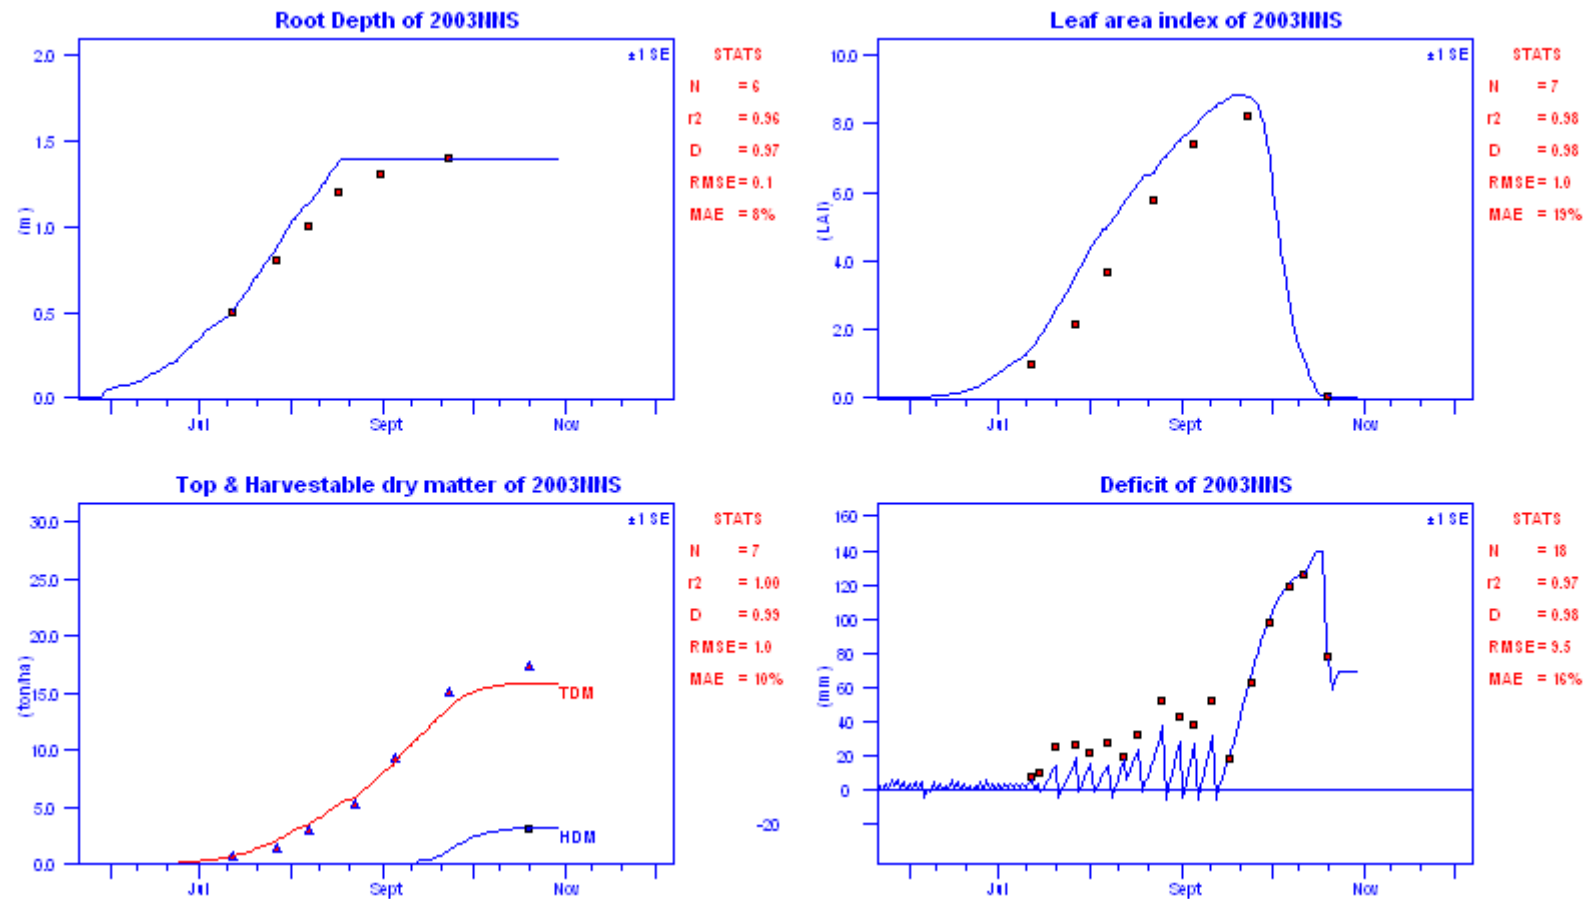 Root Depth of 2003NNS
±1 SE
2.0
1.5
1.0
0.5
0.0
(m)
Jul
Sept
Nov
STATS
N = 6
r2 = 0.96
D = 0.97
RMSE = 0.1
MAE = 8%
Leaf area index of 2003NNS
±1 SE
10.0
8.0
6.0
4.0
2.0
0.0
(LAI)
Jul
Sept
Nov
STATS
N = 7
r2 = 0.98
D = 0.98
RMSE = 1.0
MAE = 19%
Top & Harvestable dry matter of 2003NNS
±1 SE
30.0
25.0
20.0
15.0
10.0
5.0
0.0
(ton/ha)
TDM
HDM
Jul
Sept
Nov
STATS
N = 7
r2 = 1.00
D = 0.99
RMSE = 1.0
MAE = 10%
Deficit of 2003NNS
±1 SE
160
140
120
100
80
60
40
20
0
-20
(mm)
Jul
Sept
Nov
STATS
N = 18
r2 = 0.97
D = 0.98
RMSE = 9.5
MAE = 16%